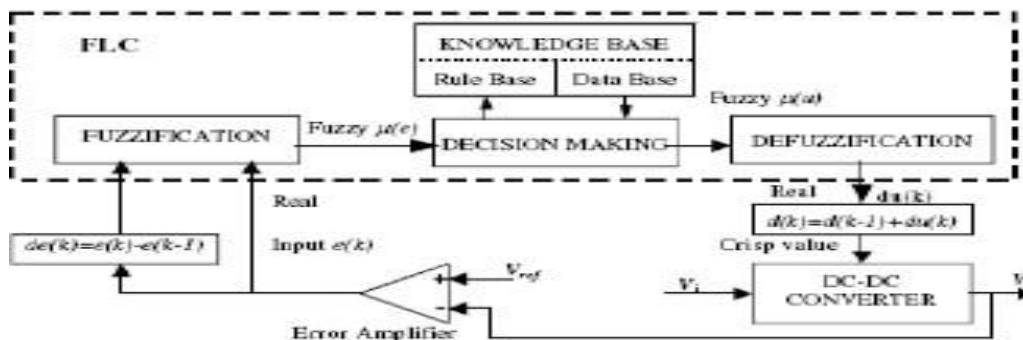 FLC
KNOWLEDGE BASE
Rule Base
Data Base
FUZZIFICATION
Fuzzy μ(e)
DECISION MAKING
Fuzzy μ(u)
DEFUZZIFICATION
Real
Real
du(k)
de(k)=e(k)-e(k-1)
Input e(k)
d(k)=d(k-1)+du(k)
Crisp value
+
Vref
-
Error Amplifier
Vi
DC-DC
CONVERTER